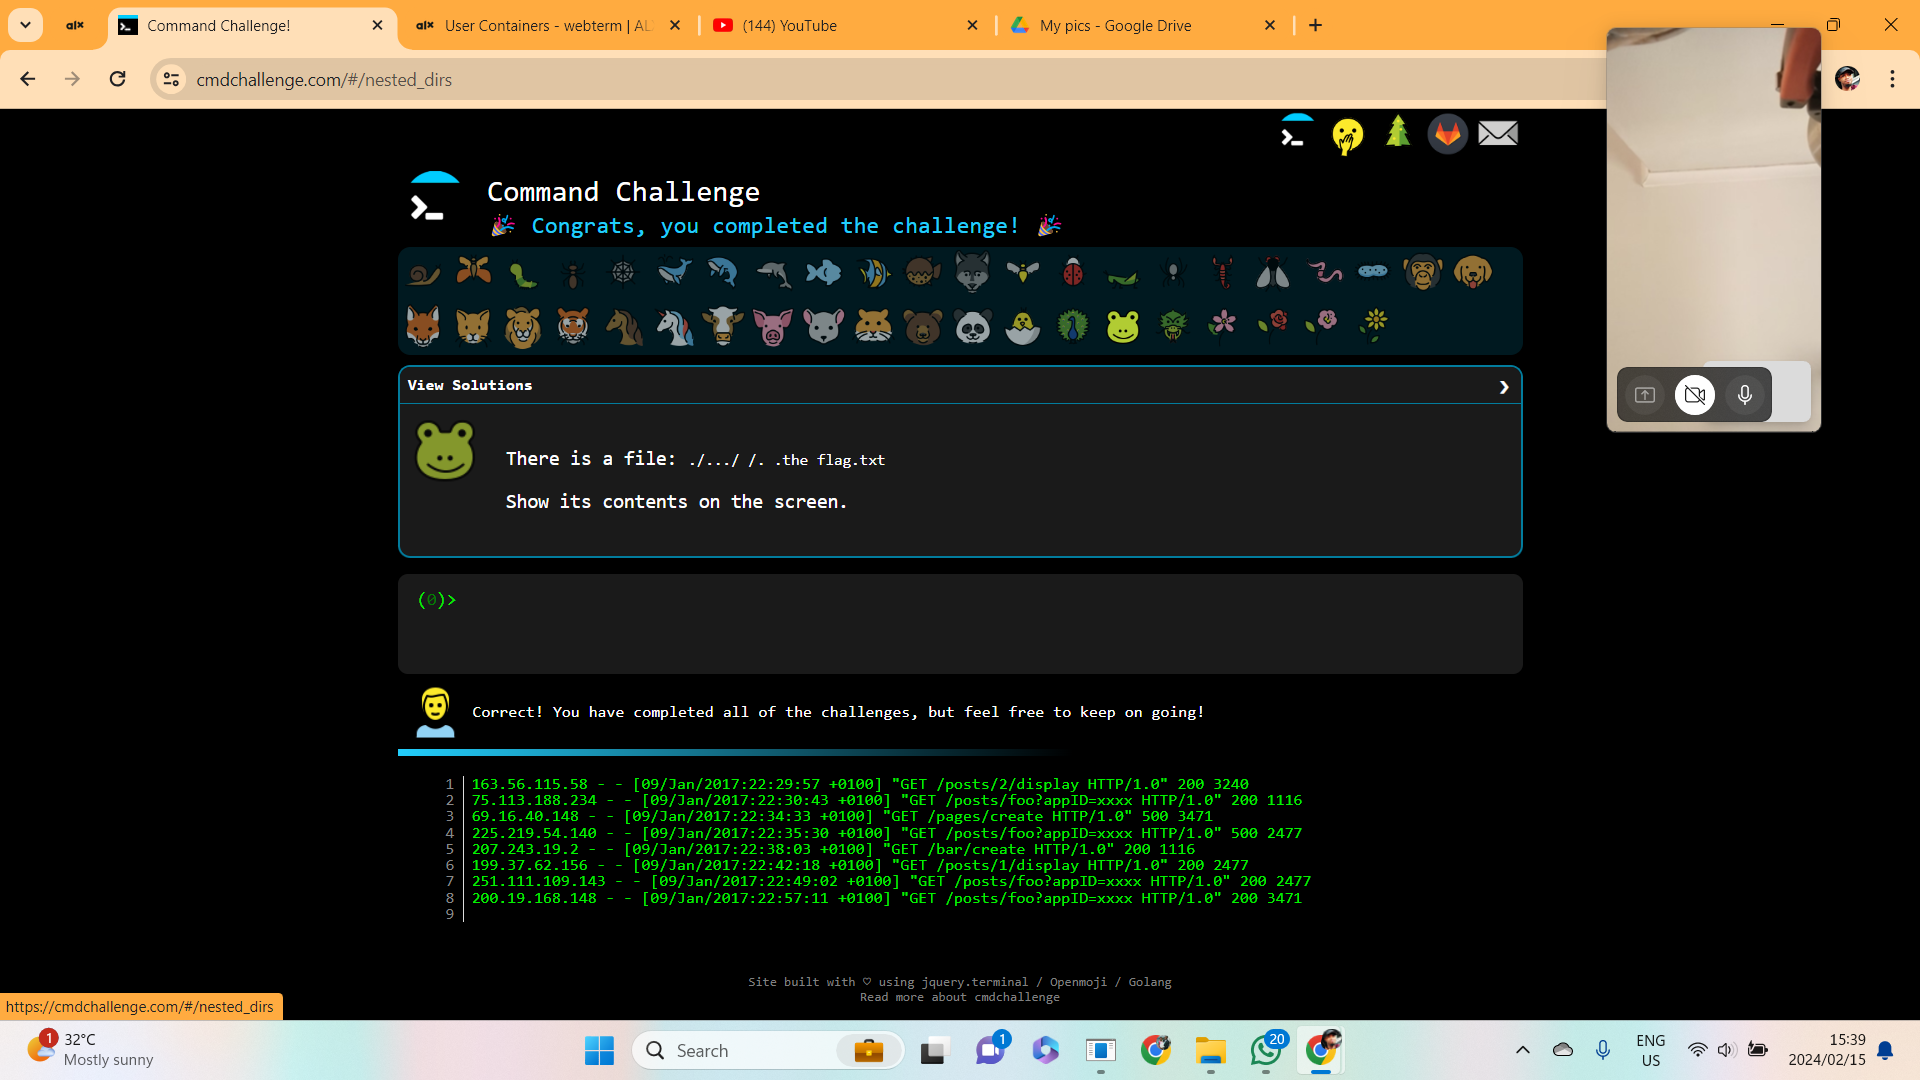 alx
Command Challenge!
alx
User Containers - webterm | AL
(144) YouTube
My pics - Google Drive
cmdchallenge.com/#/nested_dirs
Command Challenge
Congrats, you completed the challenge!
View Solutions
There is a file: ./.../ /. .the flag.txt
Show its contents on the screen.
(0)>
Correct! You have completed all of the challenges, but feel free to keep on going!
1 163.56.115.58 - - [09/Jan/2017:22:29:57 +0100] "GET /posts/2/display HTTP/1.0" 200 3240
2 75.113.188.234 - - [09/Jan/2017:22:30:43 +0100] "GET /posts/foo?appID=xxxx HTTP/1.0" 200 1116
3 69.16.40.148 - - [09/Jan/2017:22:34:33 +0100] "GET /pages/create HTTP/1.0" 500 3471
4 225.219.54.140 - - [09/Jan/2017:22:35:30 +0100] "GET /posts/foo?appID=xxxx HTTP/1.0" 500 2477
5 207.243.19.2 - - [09/Jan/2017:22:38:03 +0100] "GET /bar/create HTTP/1.0" 200 1116
6 199.37.62.156 - - [09/Jan/2017:22:42:18 +0100] "GET /posts/1/display HTTP/1.0" 200 2477
7 251.111.109.143 - - [09/Jan/2017:22:49:02 +0100] "GET /posts/foo?appID=xxxx HTTP/1.0" 200 2477
8 200.19.168.148 - - [09/Jan/2017:22:57:11 +0100] "GET /posts/foo?appID=xxxx HTTP/1.0" 200 3471
9
Site built with ♡ using jquery.terminal / Openmoji / Golang
Read more about cmdchallenge
https://cmdchallenge.com/#/nested_dirs
1
32°C
Mostly sunny
Search
1
20
ENG
US
15:39
2024/02/15